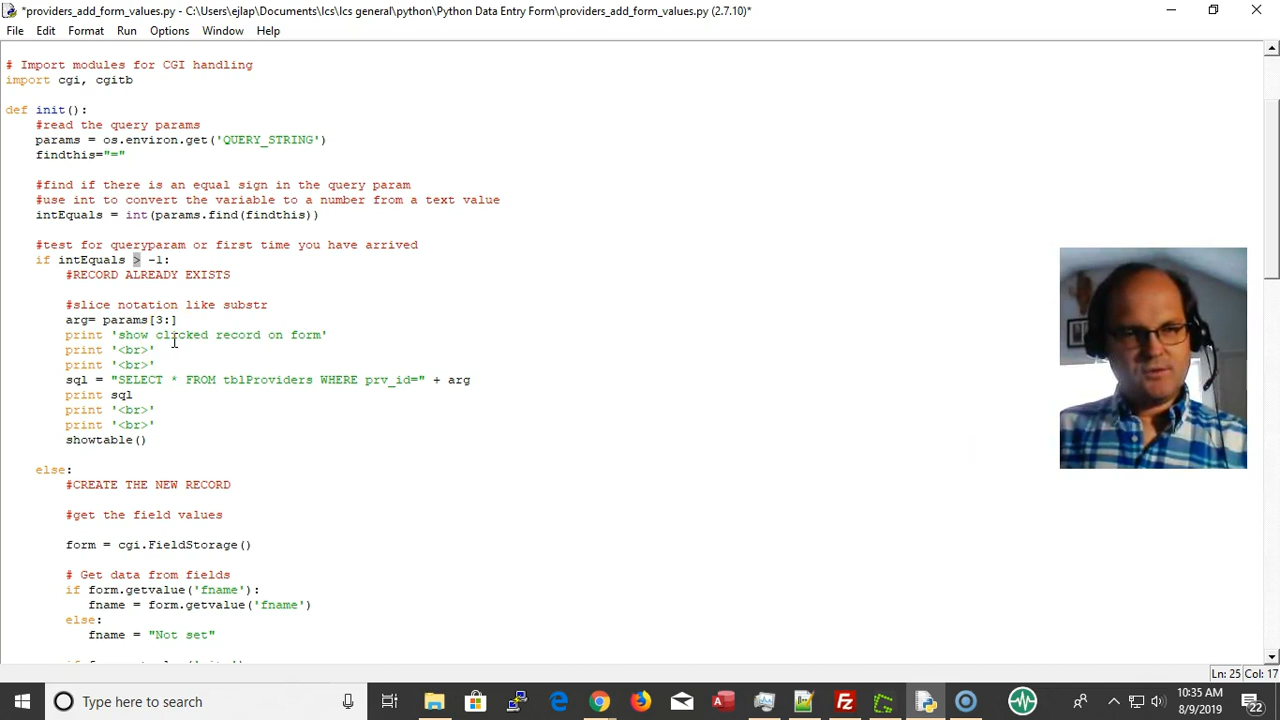 *providers_add_form_values.py - C:\Users\ejlap\Documents\lcs\lcs general\python\Python Data Entry Form\providers_add_form_values.py (2.7.10)*
File Edit Format Run Options Window Help
# Import modules for CGI handling
import cgi, cgitb
def init():
#read the query params
params = os.environ.get('QUERY_STRING')
findthis="="
#find if there is an equal sign in the query param
#use int to convert the variable to a number from a text value
intEquals = int(params.find(findthis))
#test for queryparam or first time you have arrived
if intEquals > -1:
#RECORD ALREADY EXISTS
#slice notation like substr
arg= params[3:]
print 'show clicked record on form'
print '<br>'
print '<br>'
sql = "SELECT * FROM tblProviders WHERE prv_id=" + arg
print sql
print '<br>'
print '<br>'
showtable()
else:
#CREATE THE NEW RECORD
#get the field values
form = cgi.FieldStorage()
# Get data from fields
if form.getvalue('fname'):
fname = form.getvalue('fname')
else:
fname = "Not set"
Ln: 25 Col: 17
Type here to search
10:35 AM
8/9/2019
22